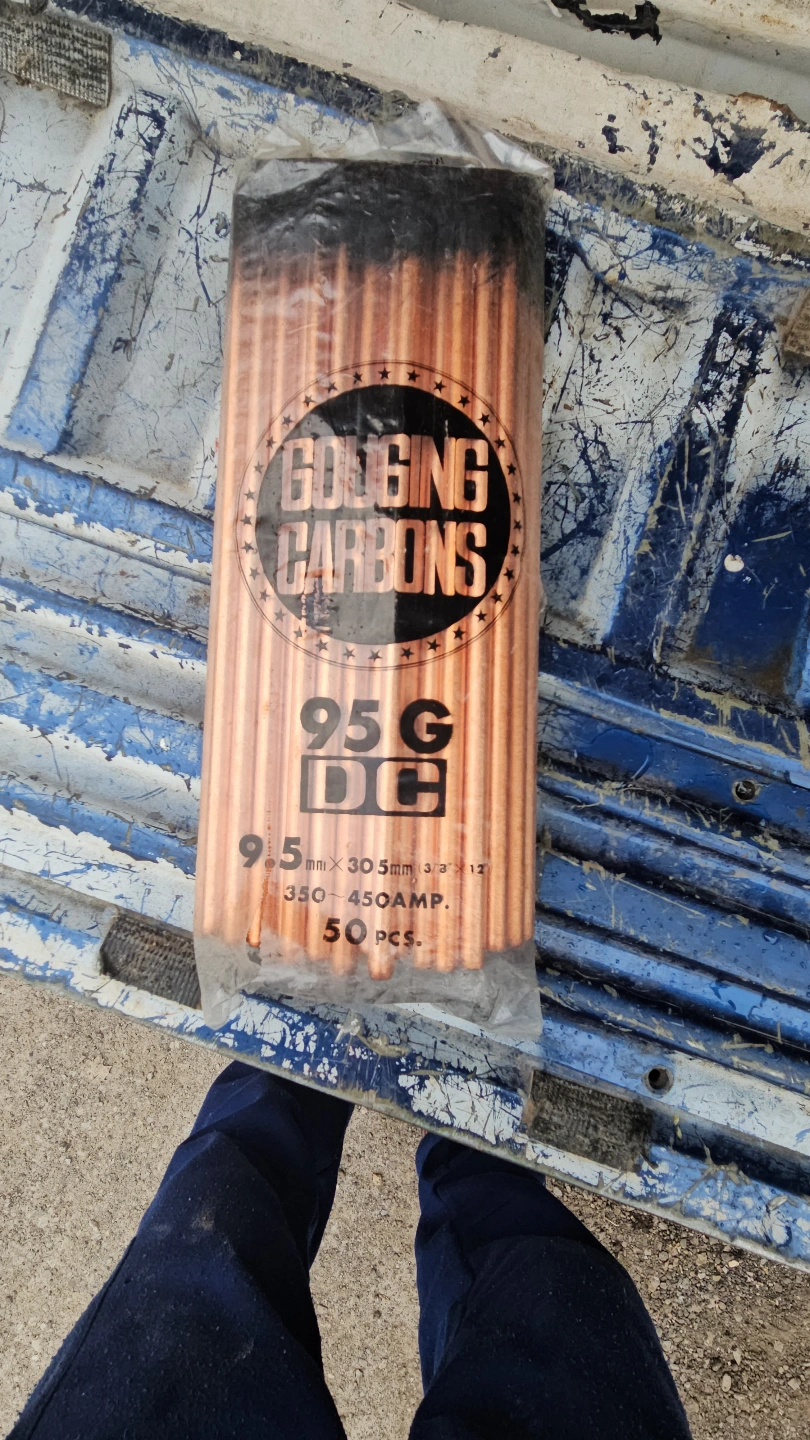 GOUGING
CARBONS
95 G
DC
9.5mm×305mm (3/8"×12"
350~450AMP.
50 PCS.